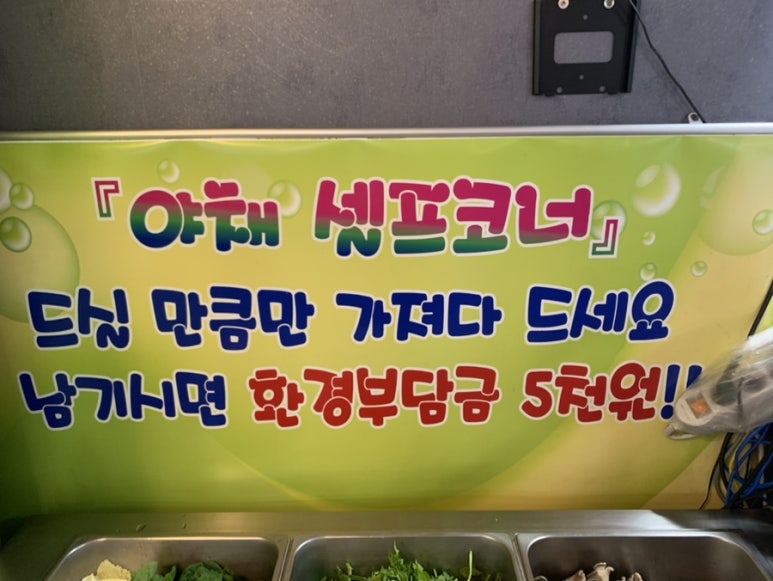 『야채 셀프코너』
드실 만큼만 가져다 드세요
남기시면 환경부담금 5천원!!